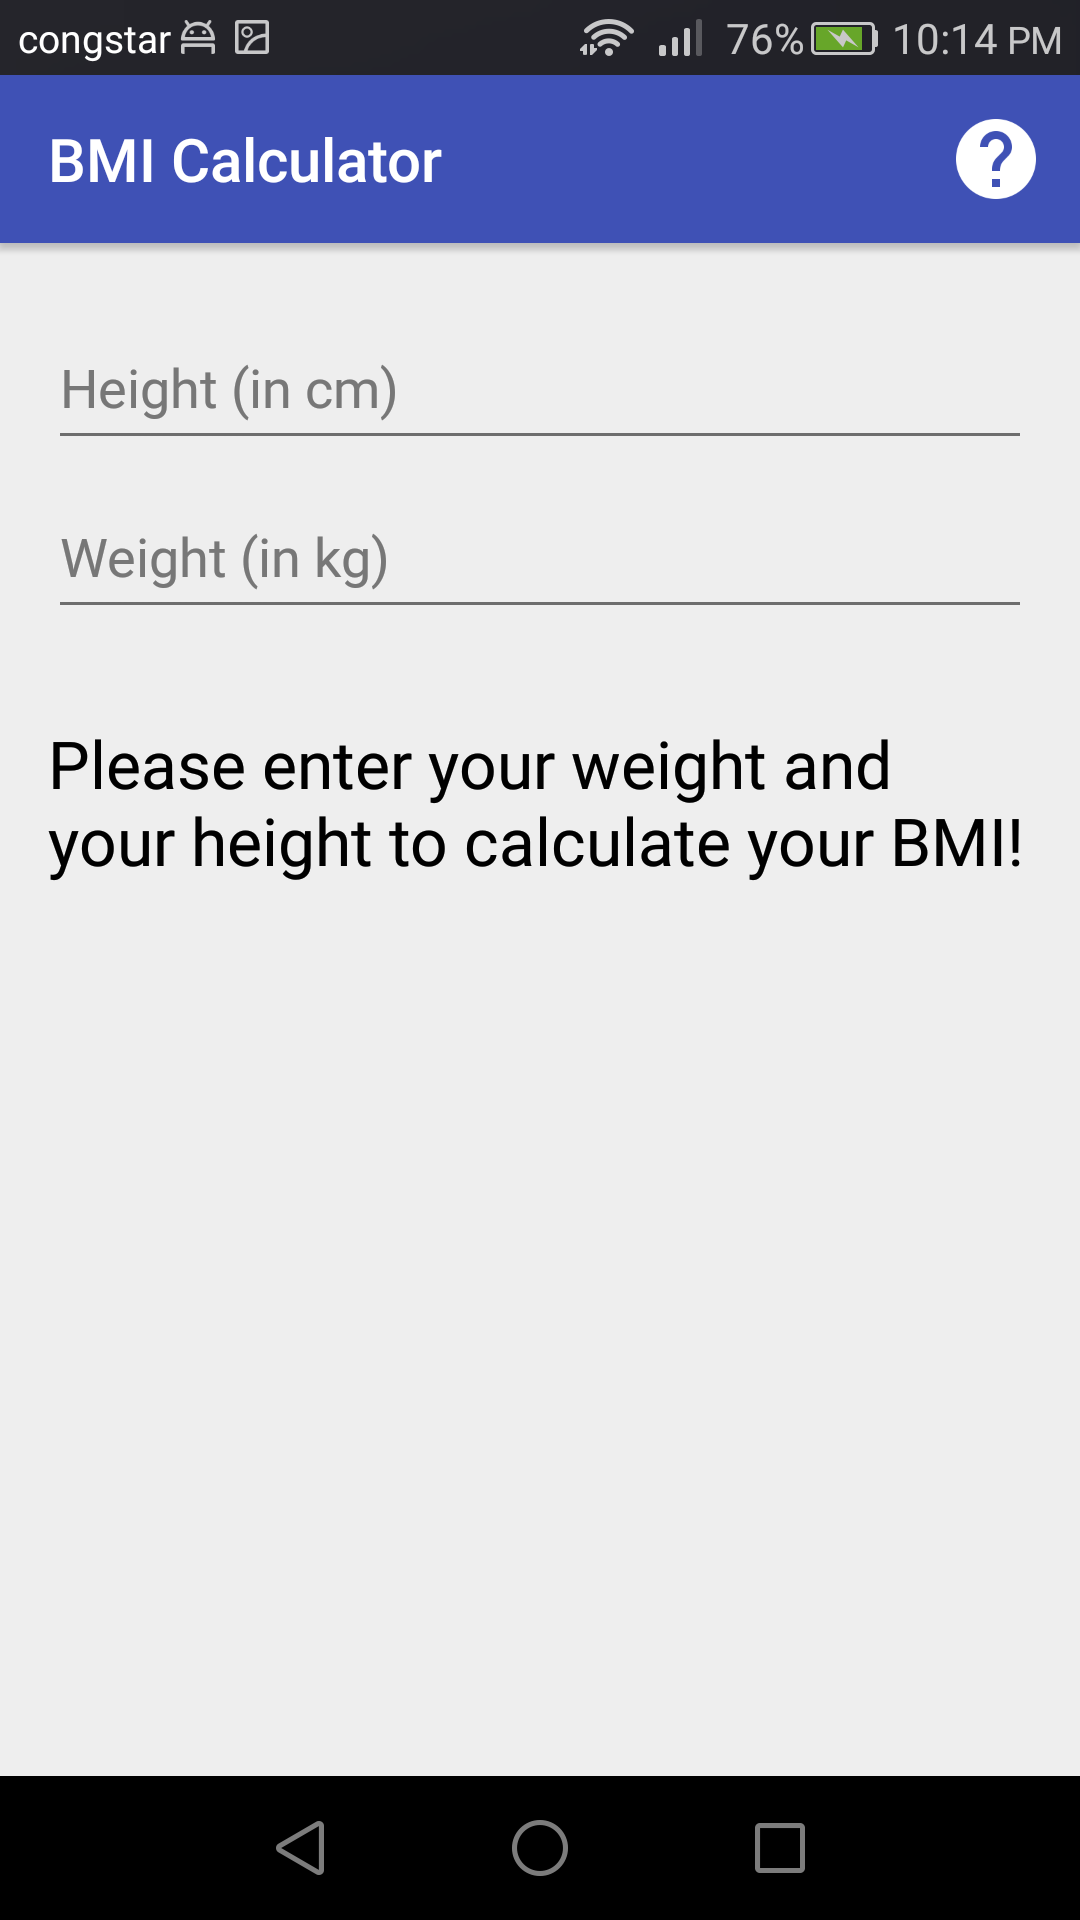 congstar 76% 10:14 PM
BMI Calculator ?
Height (in cm)
Weight (in kg)
Please enter your weight and
your height to calculate your BMI!